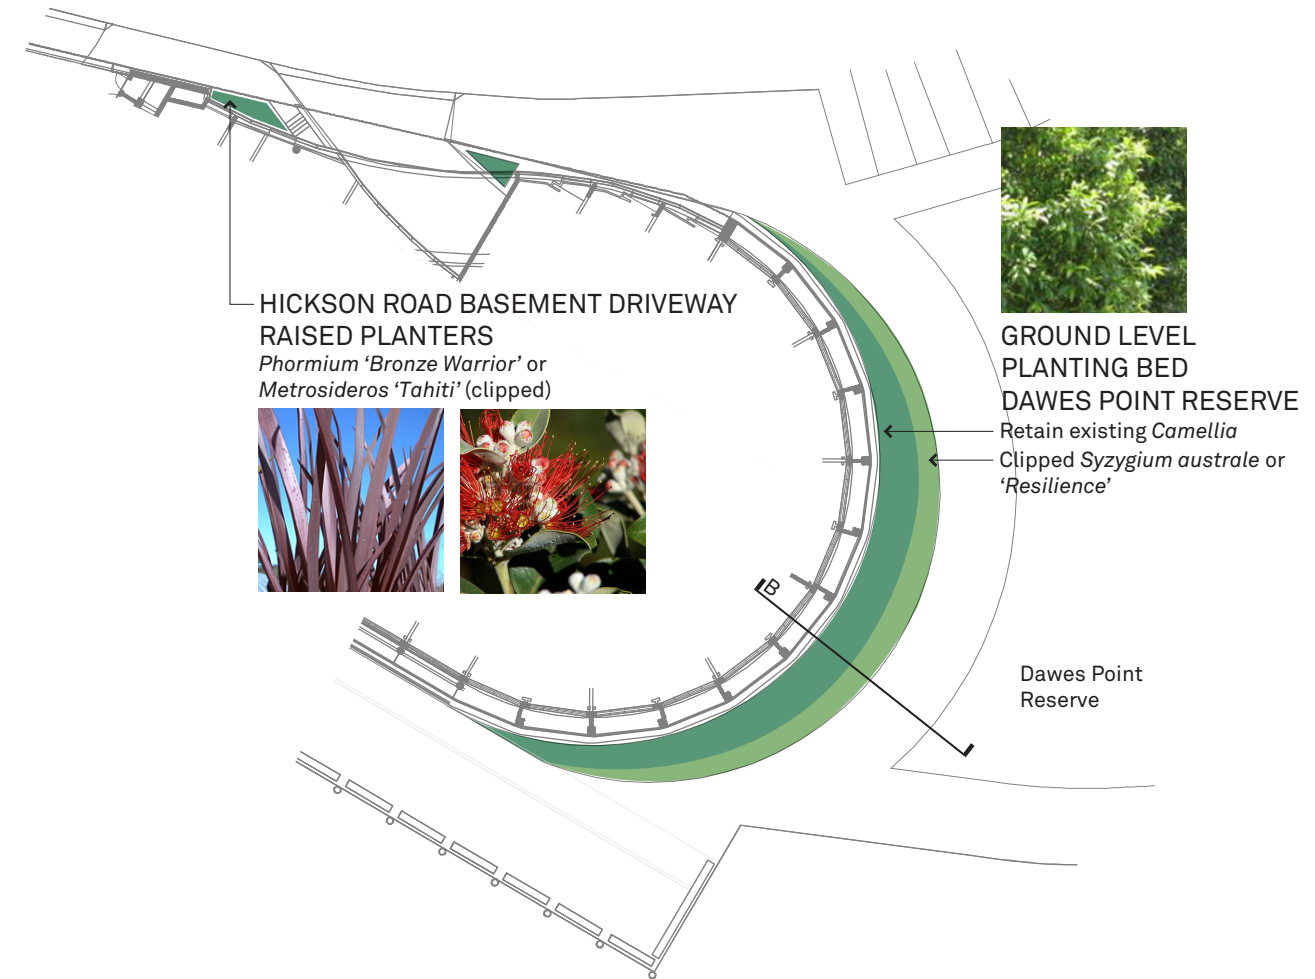 HICKSON ROAD BASEMENT DRIVEWAY
RAISED PLANTERS
Phormium ‘Bronze Warrior’ or
Metrosideros ‘Tahiti’ (clipped)
GROUND LEVEL
PLANTING BED
DAWES POINT RESERVE
Retain existing Camellia
Clipped Syzygium australe or
‘Resilience’
B
Dawes Point
Reserve